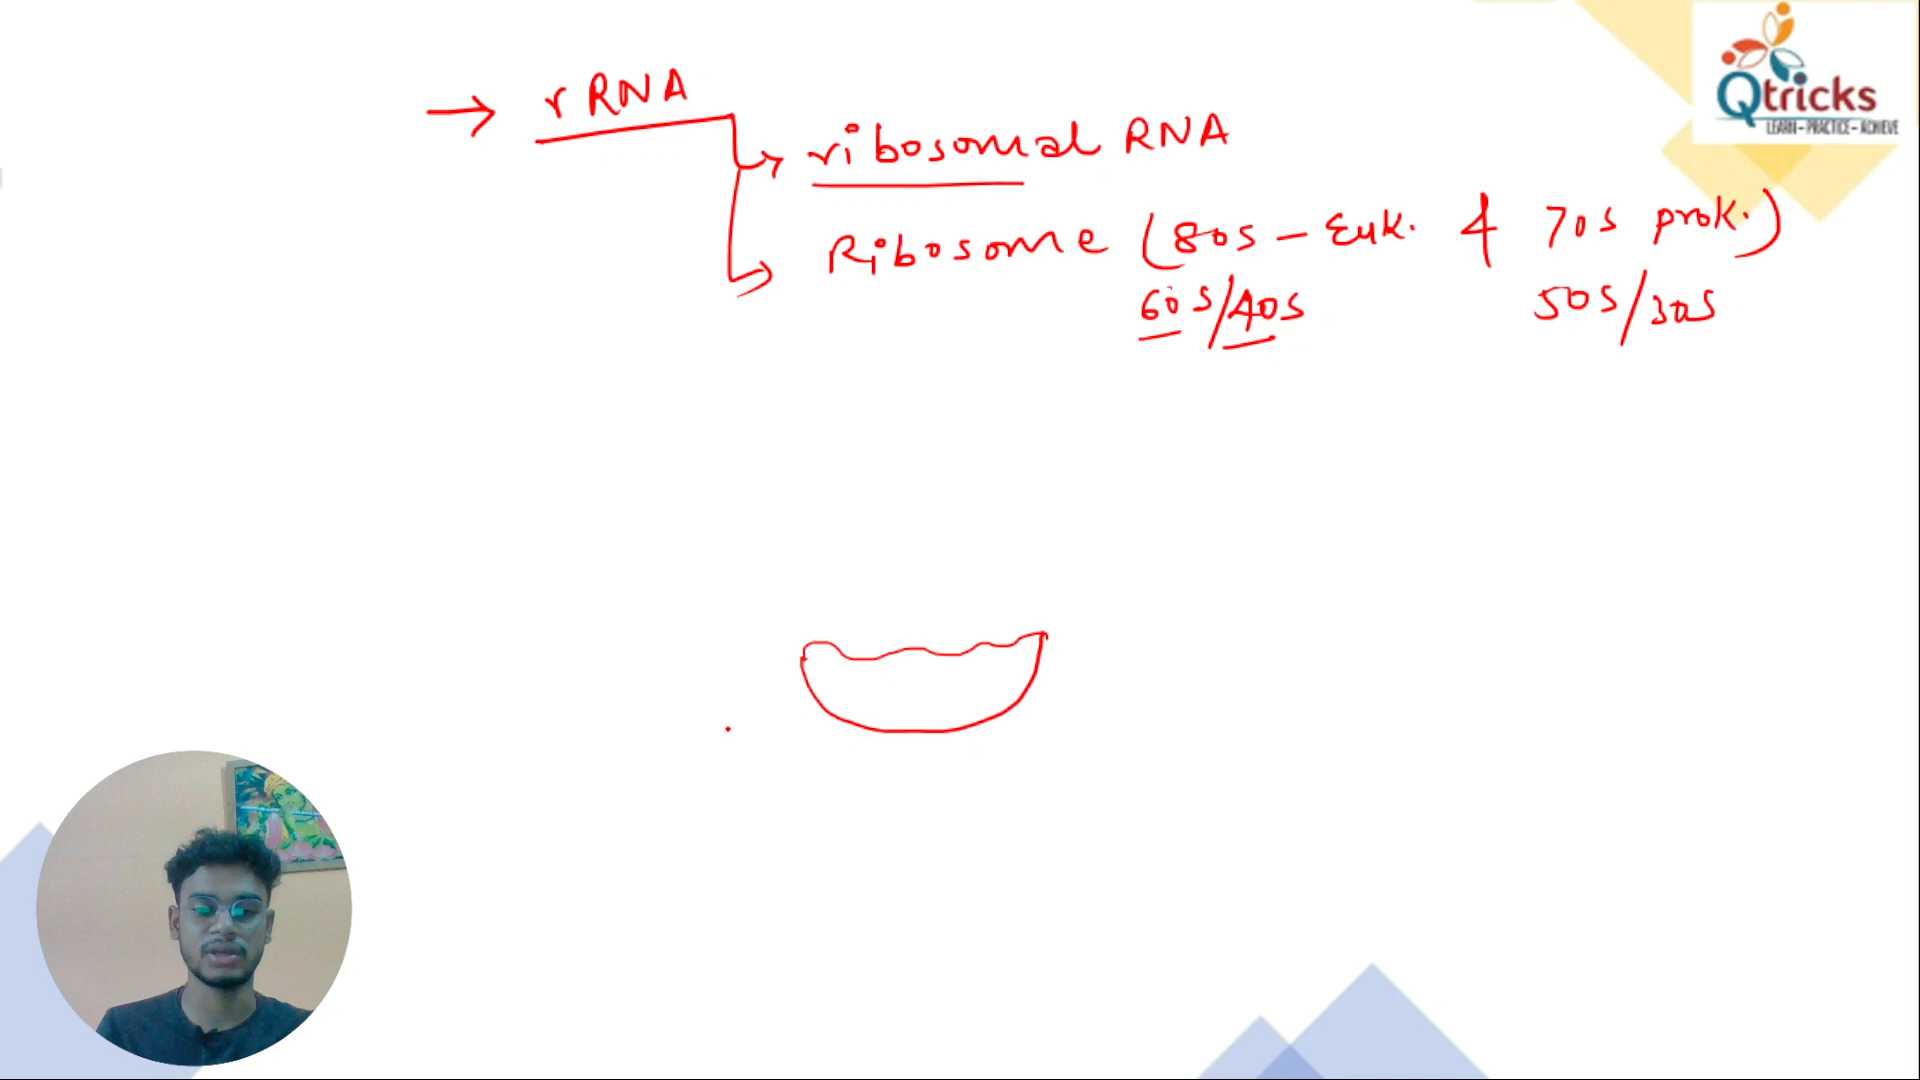 → rRNA
ribosomal RNA
Ribosome (80S - Euk. & 70S prok.)
60S/40S 50S/30S
Qtricks
LEARN - PRACTICE - ACHIEVE